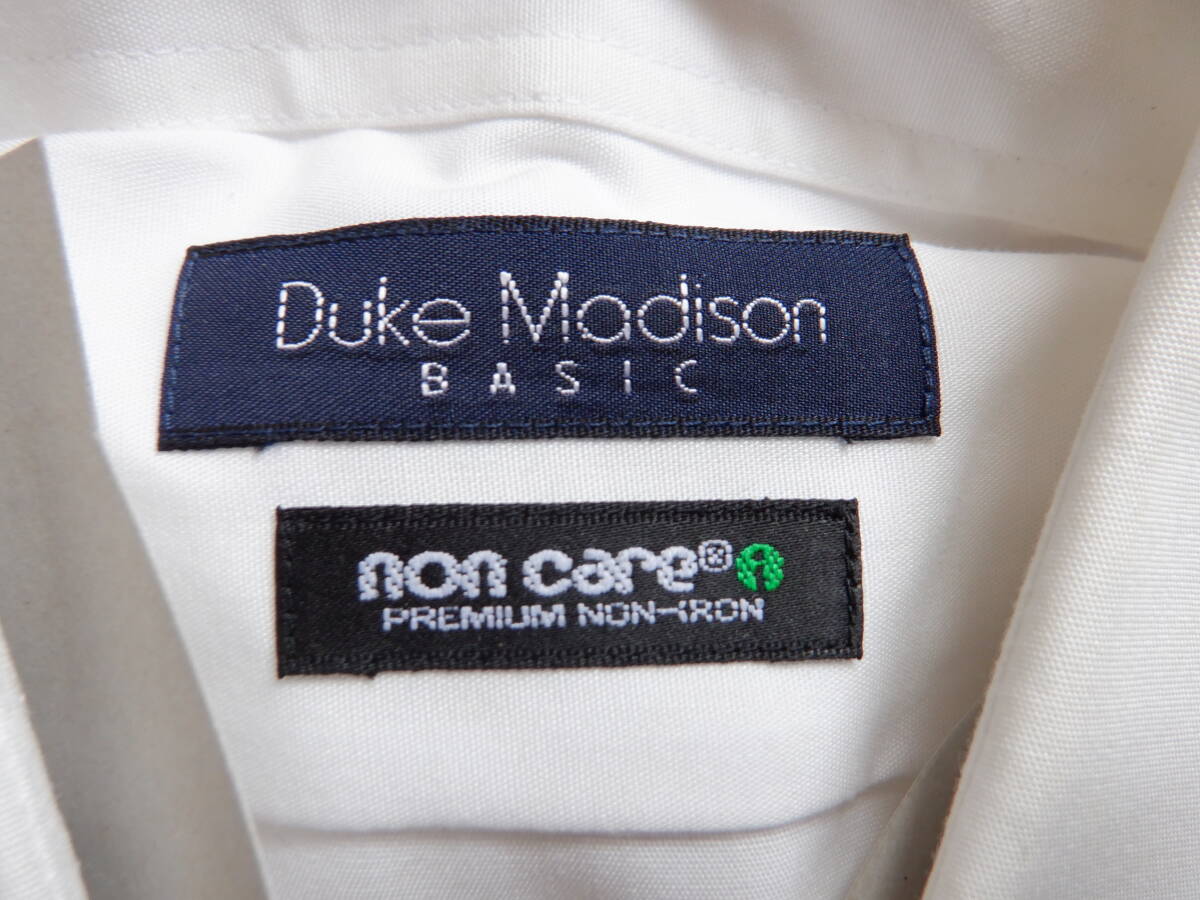 Duke Madison
BASIC
non care®
PREMIUM NON-IRON